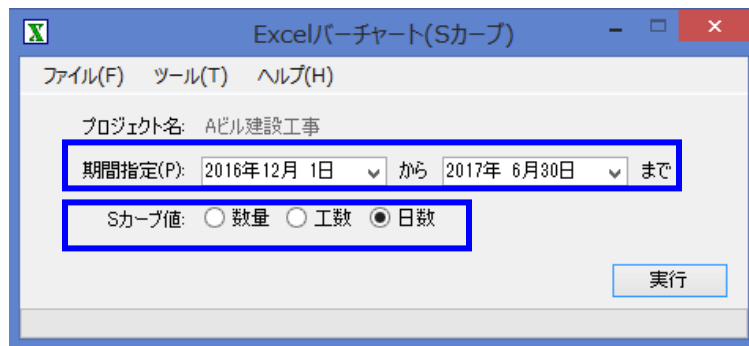 Excelバーチャート(Sカーブ)
ファイル(F) ツール(T) ヘルプ(H)
プロジェクト名: Aビル建設工事
期間指定(P): 2016年12月 1日 から 2017年 6月30日 まで
Sカーブ値: 数量 工数 日数
実行